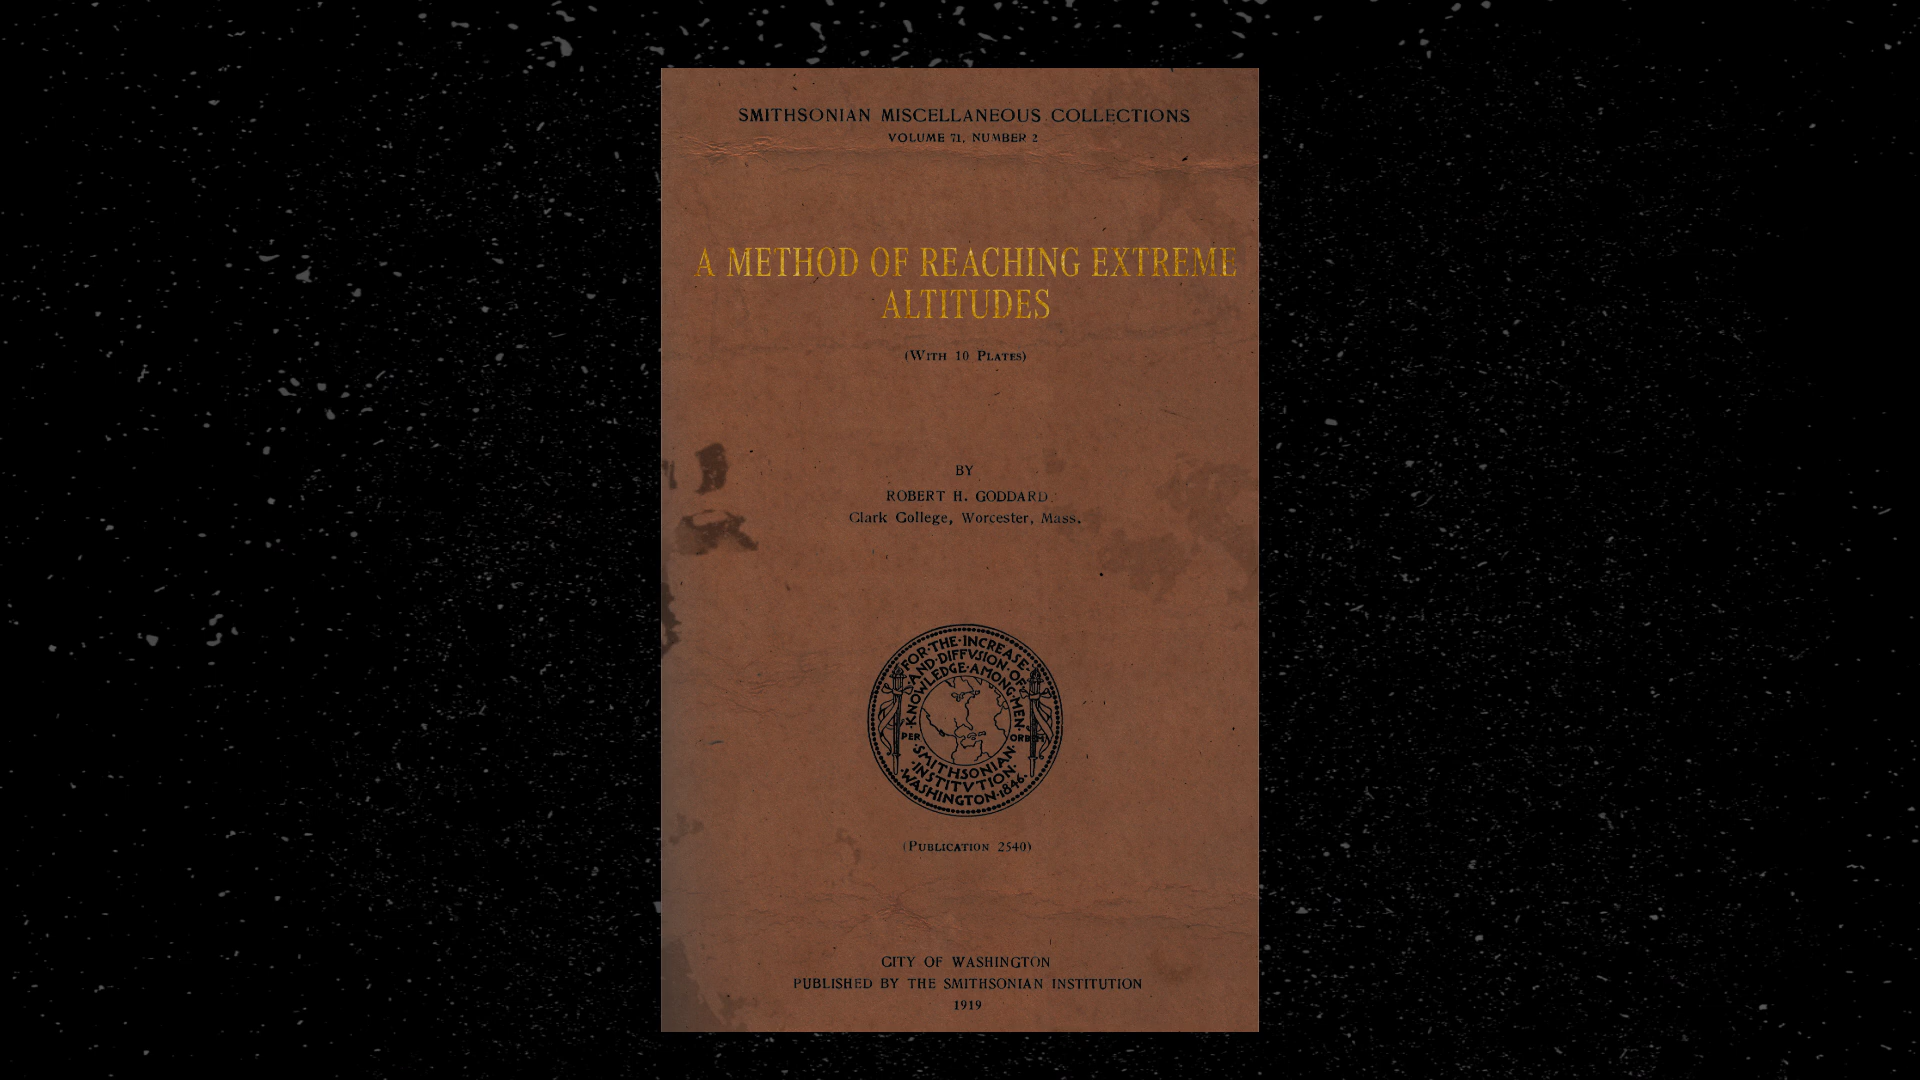 SMITHSONIAN MISCELLANEOUS COLLECTIONS
VOLUME 71, NUMBER 2
A METHOD OF REACHING EXTREME
ALTITUDES
(WITH 10 PLATES)
BY
ROBERT H. GODDARD
Clark College, Worcester, Mass.
FOR·THE·INCREASE·
AND·DIFFVSION·OF
KNOWLEDGE·AMONG·MEN
PER ORBEM
·SMITHSONIAN·
·INSTITVTION·
WASHINGTON·1846·
(PUBLICATION 2540)
CITY OF WASHINGTON
PUBLISHED BY THE SMITHSONIAN INSTITUTION
1919